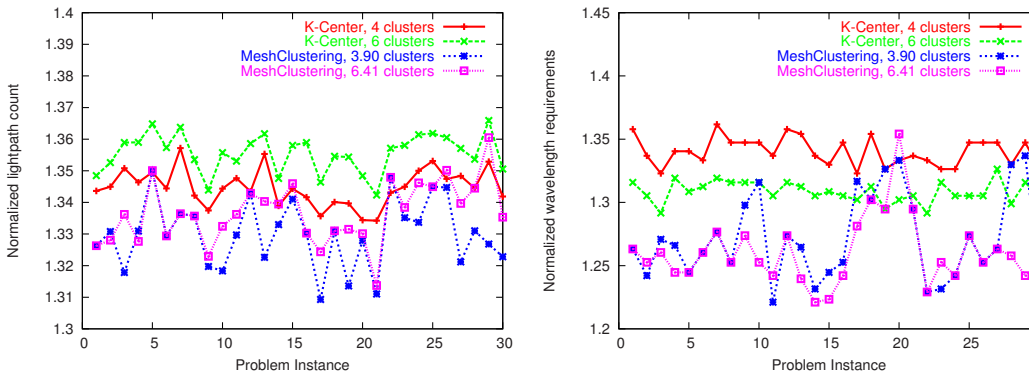 1.4
1.39
1.38
1.37
1.36
1.35
1.34
1.33
1.32
1.31
1.3
0 5 10 15 20 25 30
Normalized lightpath count
Problem Instance
K-Center, 4 clusters
K-Center, 6 clusters
MeshClustering, 3.90 clusters
MeshClustering, 6.41 clusters
1.45
1.4
1.35
1.3
1.25
1.2
0 5 10 15 20 25
Normalized wavelength requirements
Problem Instance
K-Center, 4 clusters
K-Center, 6 clusters
MeshClustering, 3.90 clusters
MeshClustering, 6.41 clusters